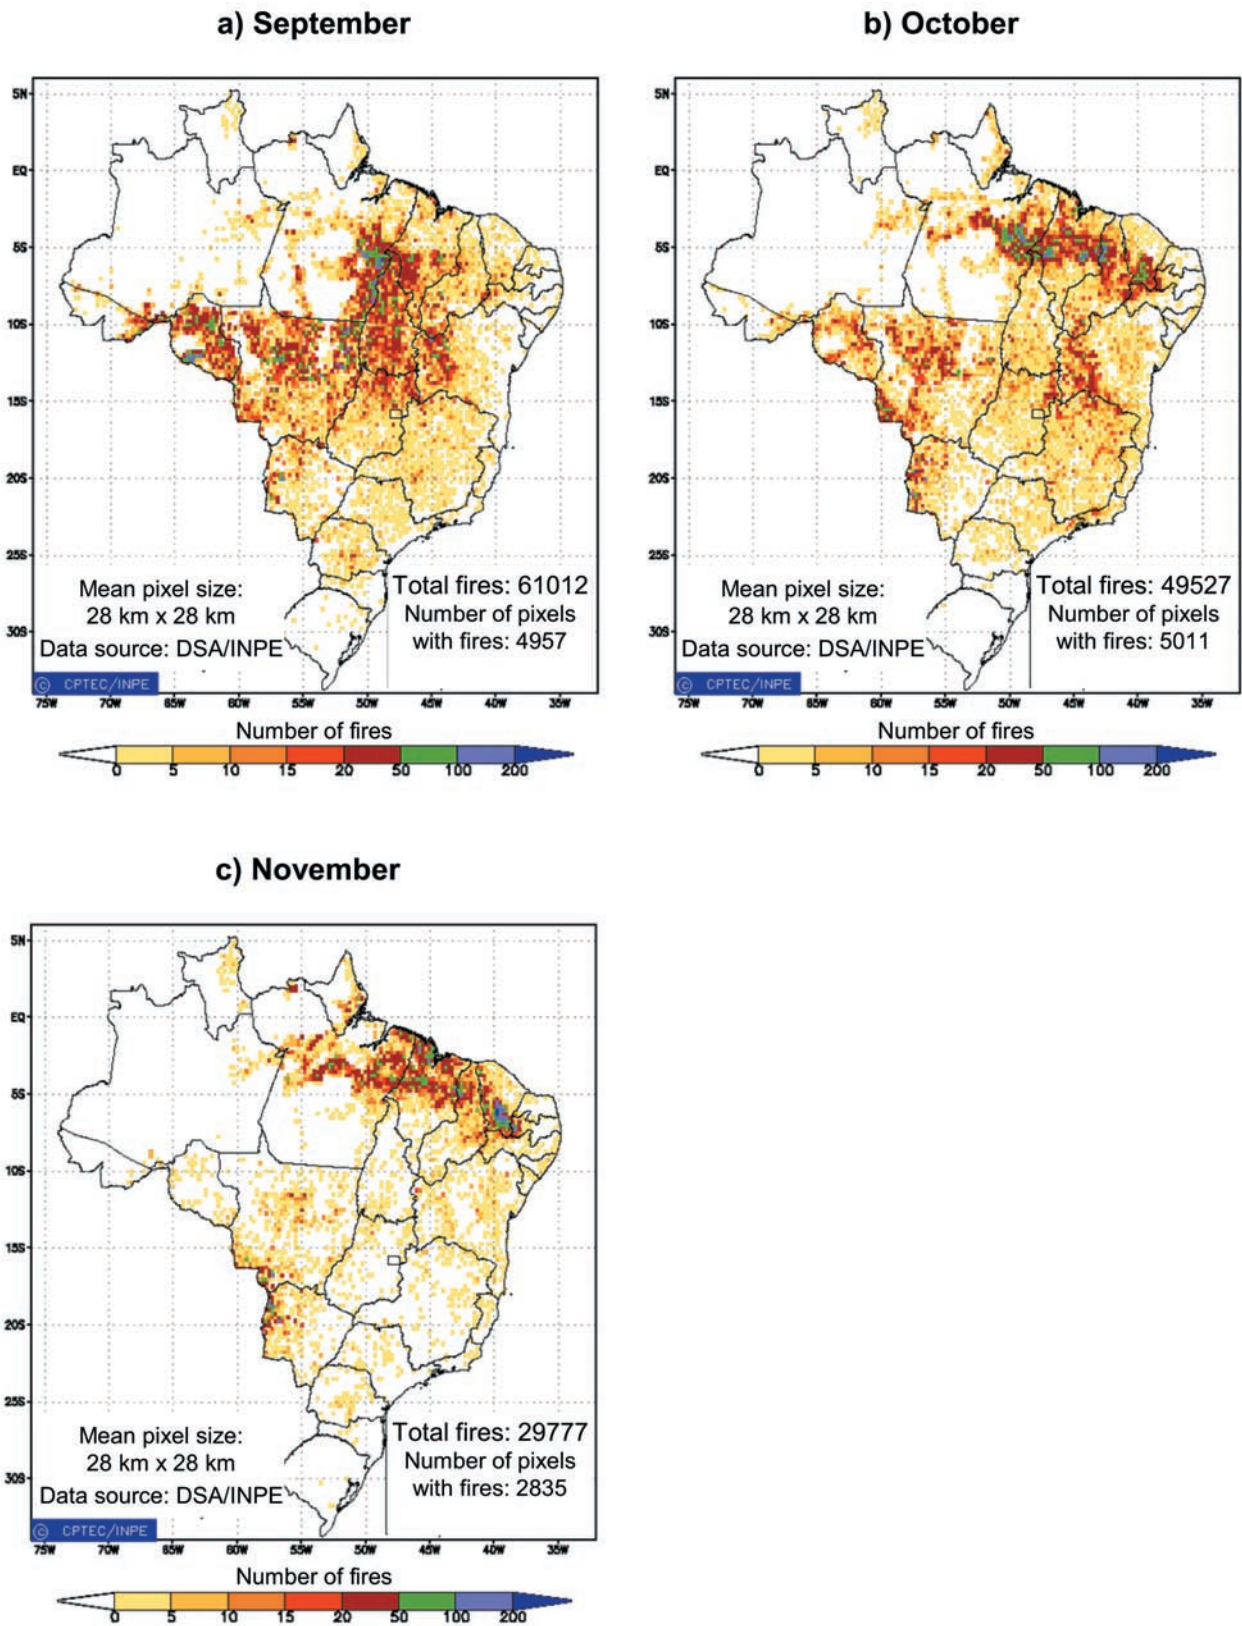 a) September
b) October
5N
EQ
5S
10S
15S
20S
25S
30S
Mean pixel size:
28 km x 28 km
Data source: DSA/INPE
Total fires: 61012
Number of pixels
with fires: 4957
© CPTEC/INPE
75W 70W 65W 60W 55W 50W 45W 40W 35W
Number of fires
0 5 10 15 20 50 100 200
5N
EQ
5S
10S
15S
20S
25S
30S
Mean pixel size:
28 km x 28 km
Data source: DSA/INPE
Total fires: 49527
Number of pixels
with fires: 5011
© CPTEC/INPE
75W 70W 65W 60W 55W 50W 45W 40W 35W
Number of fires
0 5 10 15 20 50 100 200
c) November
5N
EQ
5S
10S
15S
20S
25S
30S
Mean pixel size:
28 km x 28 km
Data source: DSA/INPE
Total fires: 29777
Number of pixels
with fires: 2835
© CPTEC/INPE
75W 70W 65W 60W 55W 50W 45W 40W 35W
Number of fires
0 5 10 15 20 50 100 200